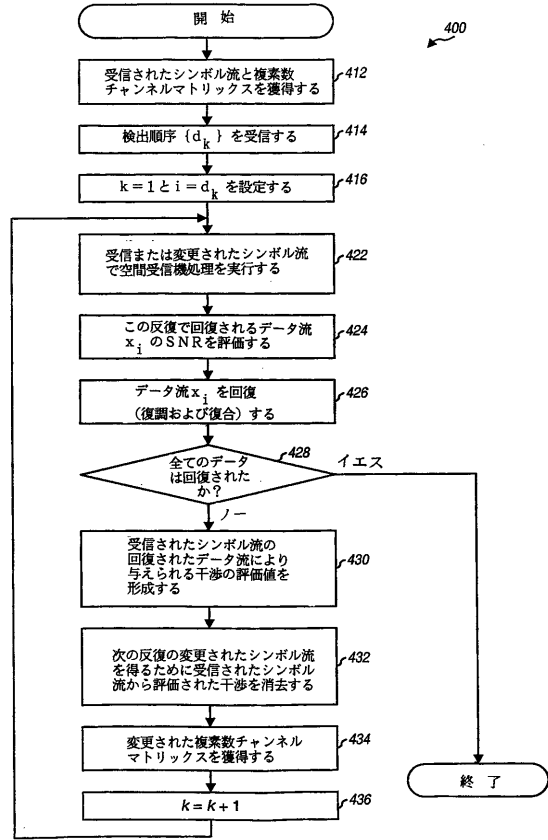 開 始
400
受信されたシンボル流と複素数
チャンネルマトリックスを獲得する
412
検出順序 {d_k} を受信する
414
k = 1 と i = d_k を設定する
416
受信または変更されたシンボル流
で空間受信機処理を実行する
422
この反復で回復されるデータ流
x_i のSNRを評価する
424
データ流 x_i を回復
(復調および復合)する
426
全てのデータ
は回復された
か?
428
イエス
ノー
受信されたシンボル流の
回復されたデータ流により
与えられる干渉の評価値を
形成する
430
次の反復の変更されたシンボル流
を得るために受信されたシンボル
流から評価された干渉を消去する
432
変更された複素数チャンネル
マトリックスを獲得する
434
k = k + 1
436
終 了